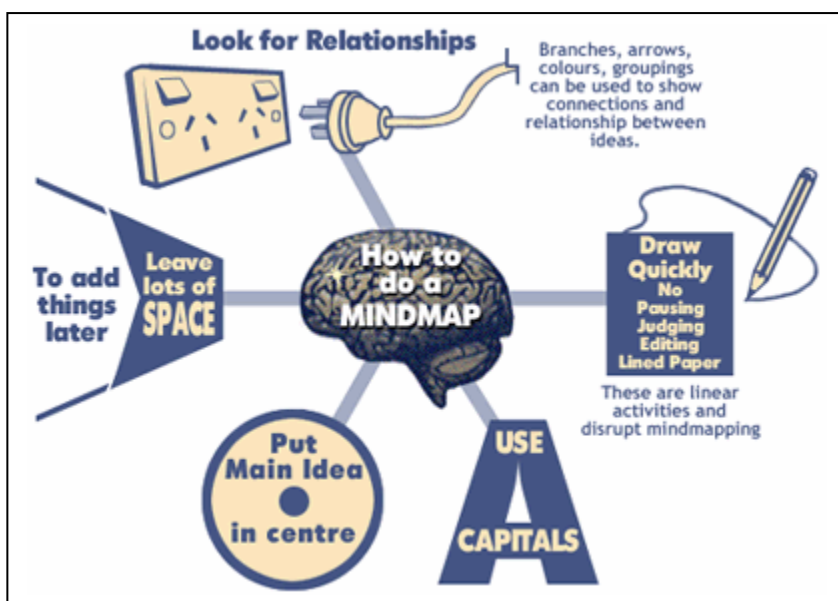 Look for Relationships
Branches, arrows,
colours, groupings
can be used to show
connections and
relationship between
ideas.
How to
do a
MINDMAP
Draw
Quickly
No
Pausing
Judging
Editing
Lined Paper
These are linear
activities and
disrupt mindmapping
USE
CAPITALS
Put
Main Idea
in centre
Leave
lots of
SPACE
To add
things
later